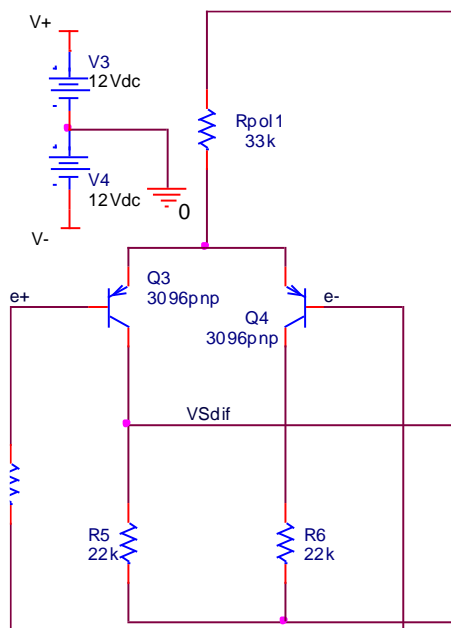 V+
V3
12Vdc
Rpol1
33k
V4
12Vdc
0
V-
Q3
3096pnp
e+
e-
Q4
3096pnp
VSdif
R5
22k
R6
22k